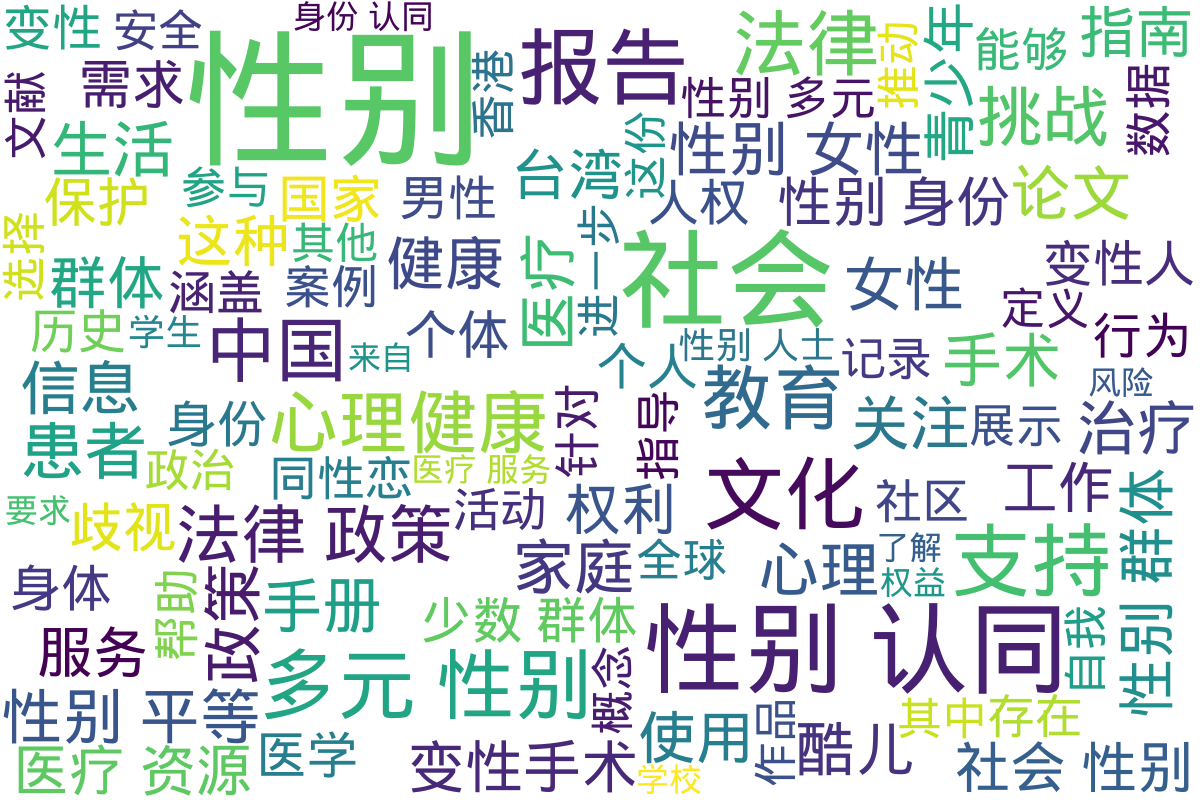 变性
安全
身份 认同
性别
报告
法律
推动
青少年
能够
指南
文献
需求
香港
性别 多元
挑战
数据
生活
台湾
这份
性别 女性
保护
参与
国家
男性
人权
性别 身份
论文
选择
这种
其他
健康
医疗
进一步
社会
女性
变性人
群体
涵盖
案例
定义
历史
学生
中国
来自
个体
个人
性别 人士
记录
手术
行为
信息
身份
心理健康
针对
指导
教育
关注
展示
风险
治疗
患者
政治
同性恋
医疗 服务
要求
歧视
法律 政策
活动
权利
文化
社区
工作
群体
身体
帮助
政策
手册
家庭
全球
心理
了解
权益
支持
服务
少数 群体
性别 认同
自我
性别
多元 性别
概念
性别 平等
使用
作品
酷儿
其中存在
医疗 资源
医学
变性手术
学校
社会 性别